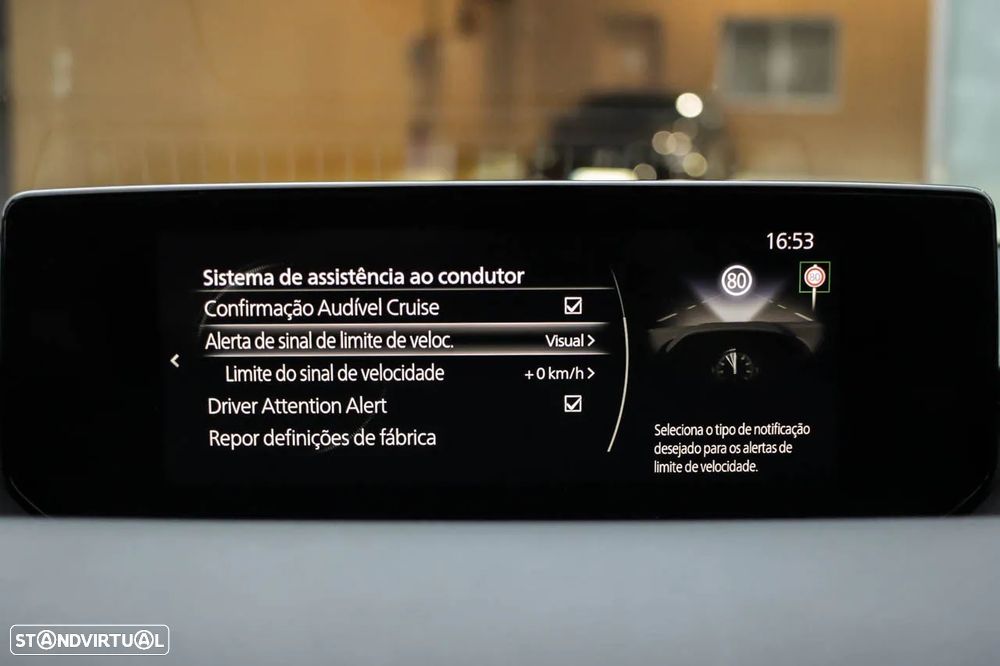 16:53
Sistema de assistência ao condutor
Confirmação Audível Cruise
Alerta de sinal de limite de veloc. Visual >
Limite do sinal de velocidade +0 km/h >
Driver Attention Alert
Repor definições de fábrica
80
80
Seleciona o tipo de notificação
desejado para os alertas de
limite de velocidade.
STANDVIRTUAL